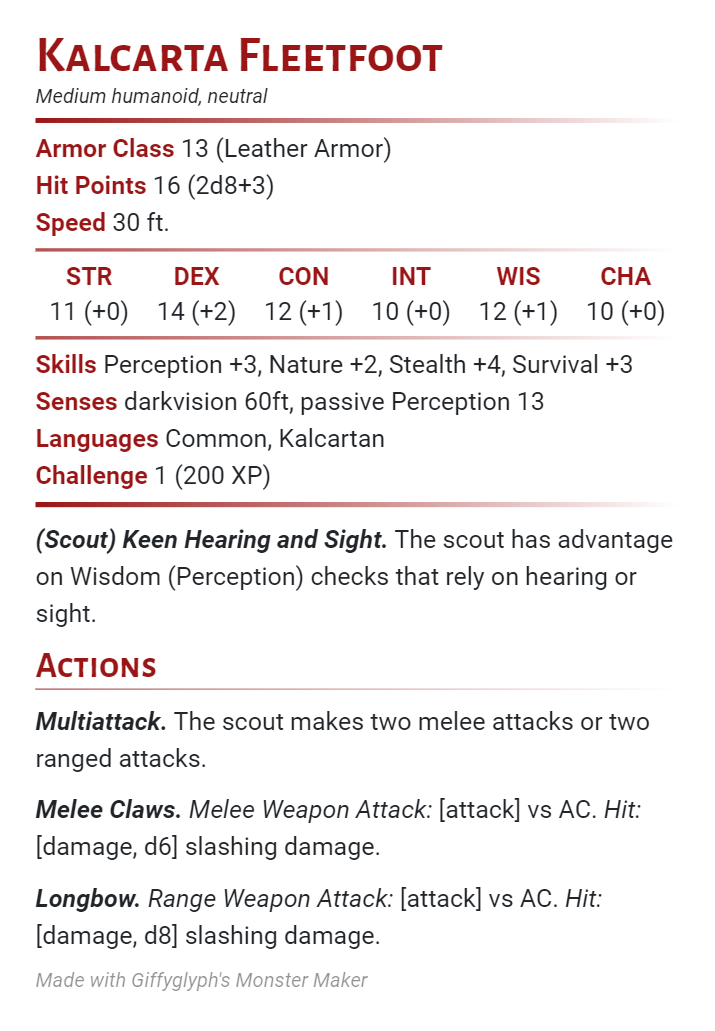 Kalcarta Fleetfoot
Medium humanoid, neutral
Armor Class 13 (Leather Armor)
Hit Points 16 (2d8+3)
Speed 30 ft.
STR DEX CON INT WIS CHA
11 (+0) 14 (+2) 12 (+1) 10 (+0) 12 (+1) 10 (+0)
Skills Perception +3, Nature +2, Stealth +4, Survival +3
Senses darkvision 60ft, passive Perception 13
Languages Common, Kalcartan
Challenge 1 (200 XP)
(Scout) Keen Hearing and Sight. The scout has advantage
on Wisdom (Perception) checks that rely on hearing or
sight.
Actions
Multiattack. The scout makes two melee attacks or two
ranged attacks.
Melee Claws. Melee Weapon Attack: [attack] vs AC. Hit:
[damage, d6] slashing damage.
Longbow. Range Weapon Attack: [attack] vs AC. Hit:
[damage, d8] slashing damage.
Made with Giffyglyph's Monster Maker